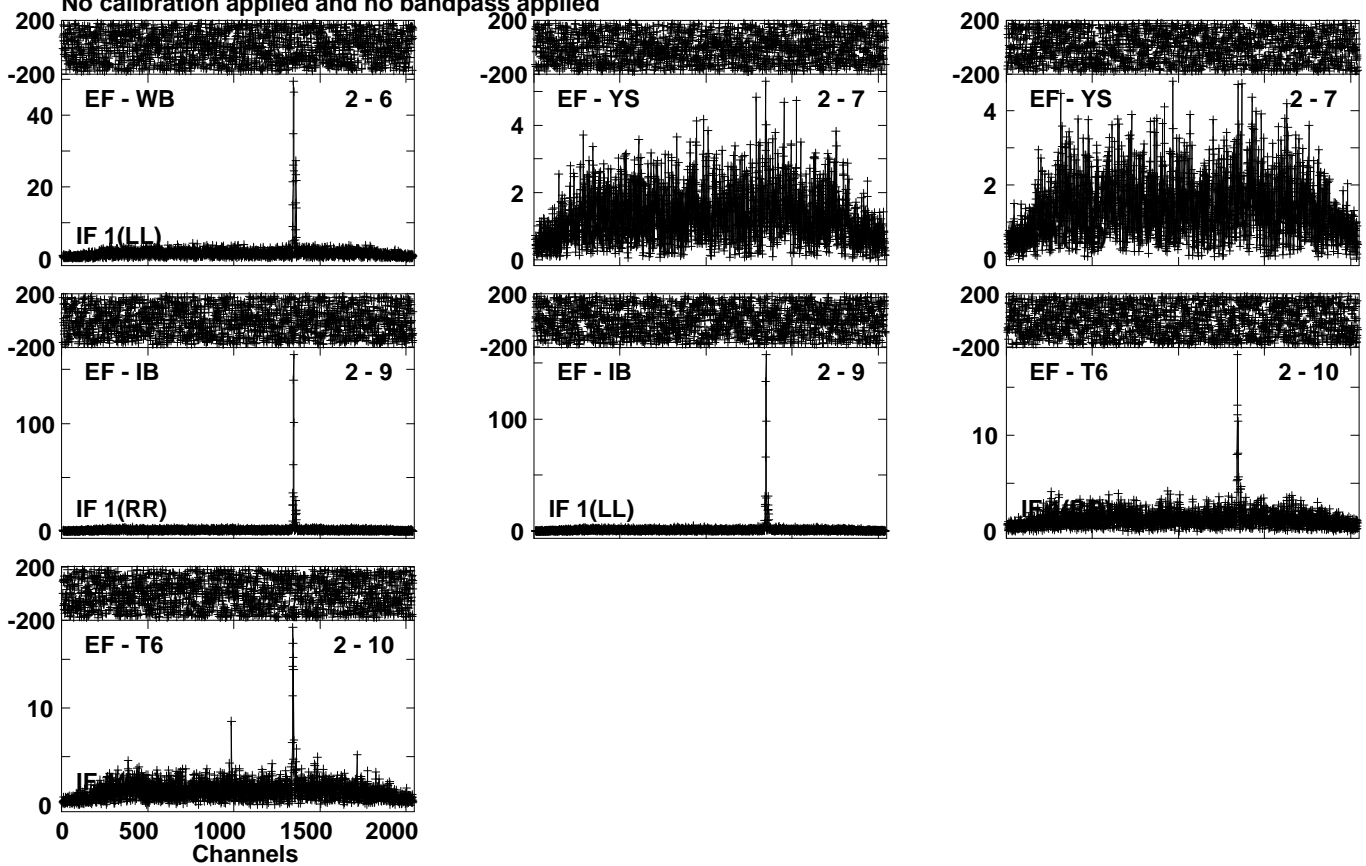 No calibration applied and no bandpass applied
200
-200
EF - WB 2 - 6
40
20
0
IF 1(LL)
200
-200
EF - YS 2 - 7
4
2
0
200
-200
EF - YS 2 - 7
4
2
0
200
-200
EF - IB 2 - 9
100
0
IF 1(RR)
200
-200
EF - IB 2 - 9
100
0
IF 1(LL)
200
-200
EF - T6 2 - 10
10
0
200
-200
EF - T6 2 - 10
10
0
IF
0 500 1000 1500 2000
Channels